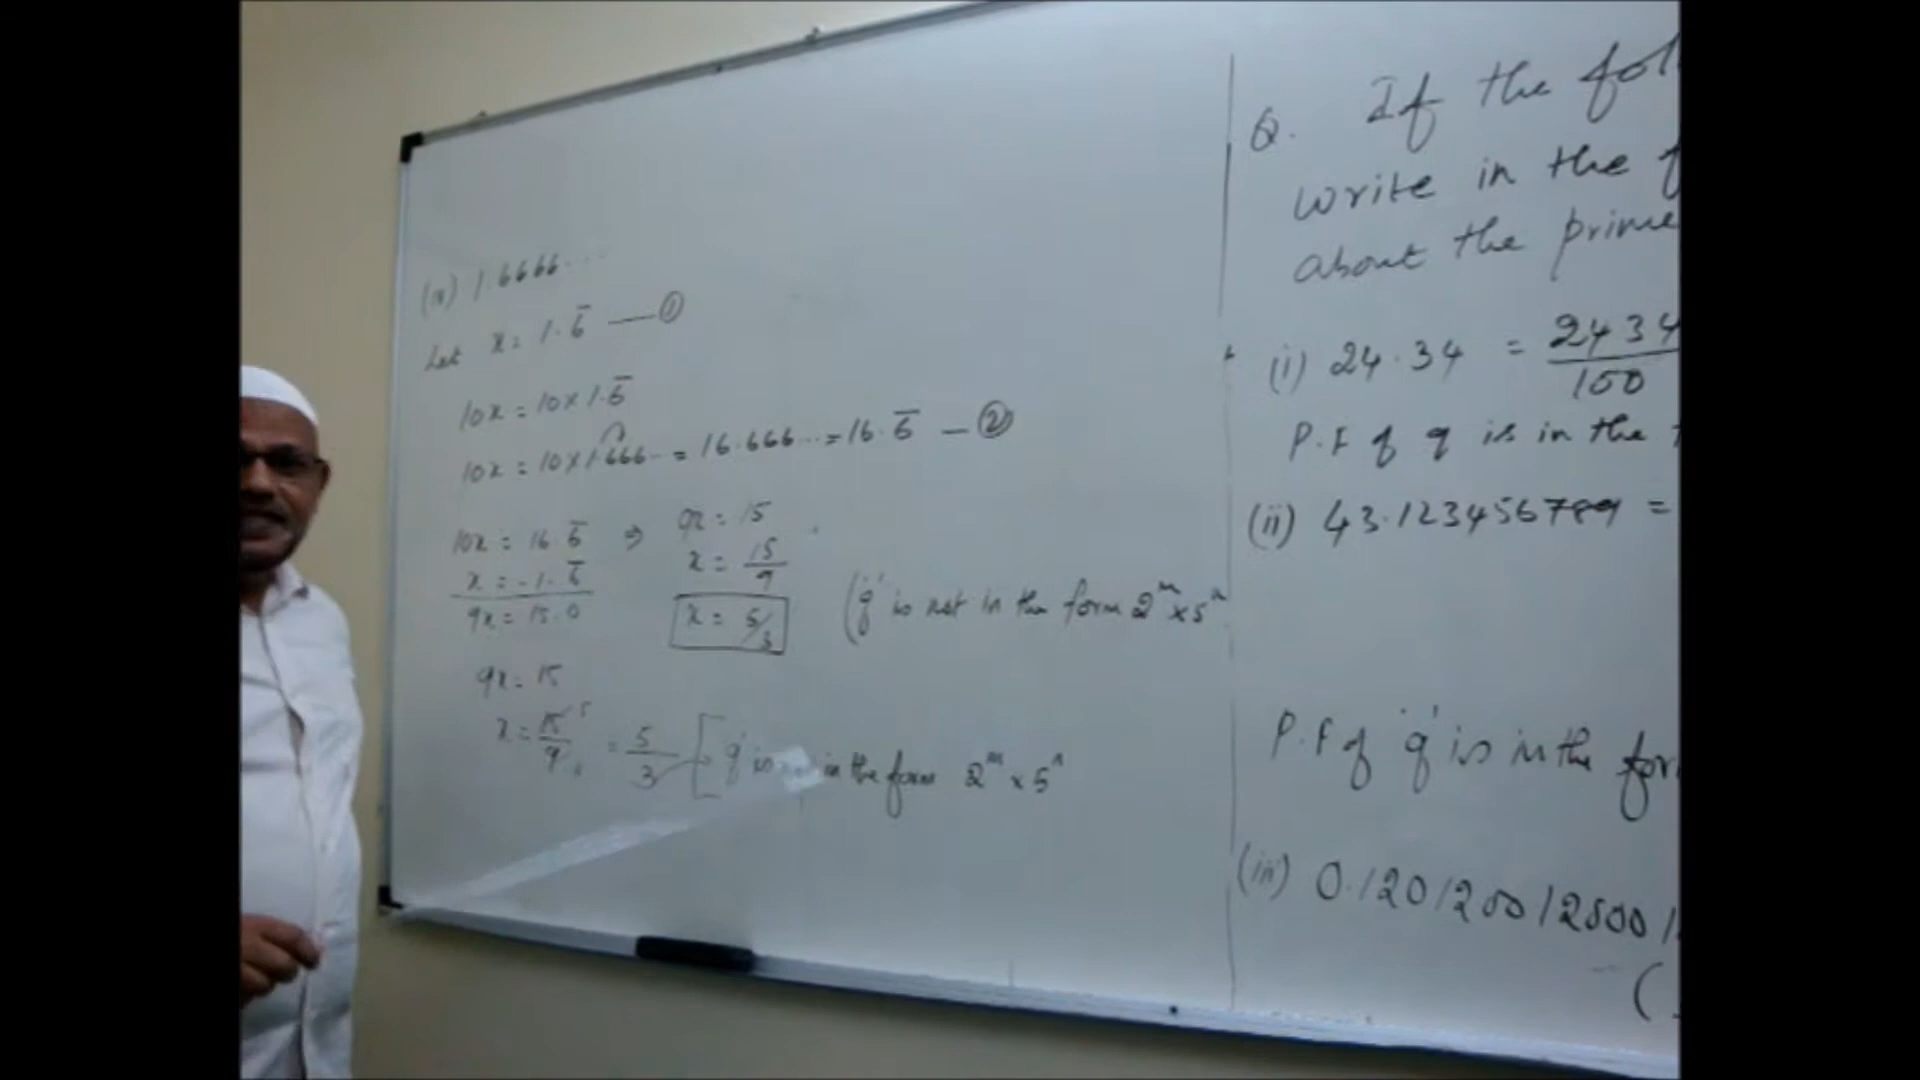 1.6666...
Let x = 1.6̅ —①
10x = 10×1.6̅
10x = 10×1.666.. = 16.666... = 16.6̅ —②
10x = 16.6̅ ⇒ 9x = 15
x = -1.6̅ x = 15/9
9x = 15.0 x = 5/3 ('q' is not in the form 2^m×5^n
9x = 15
x = 15/9 = 5/3 [q is in the form 2^m × 5^n
Q. If the
write in the
about the prime
(i) 24.34 = 2434/100
P.F of q is in the
(ii) 43.123456789 =
P.F of 'q' is in the
(iii) 0.120120012000